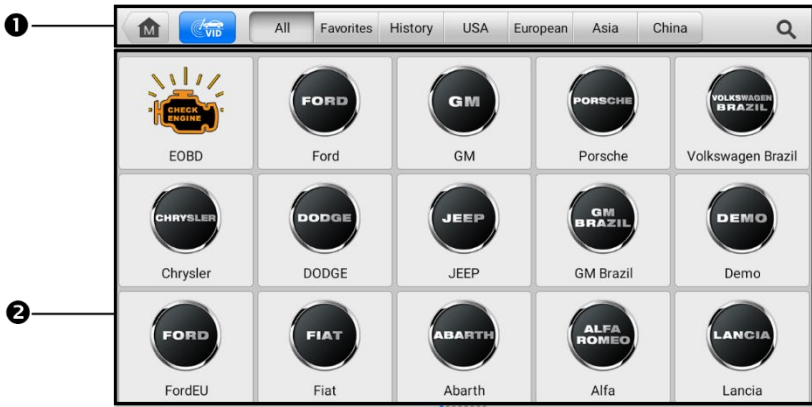 ❶
M VID All Favorites History USA European Asia China
CHECK ENGINE FORD GM PORSCHE VOLKSWAGEN BRAZIL
EOBD Ford GM Porsche Volkswagen Brazil
CHRYSLER DODGE JEEP GM BRAZIL DEMO
Chrysler DODGE JEEP GM Brazil Demo
❷
FORD FIAT ABARTH ALFA ROMEO LANCIA
FordEU Fiat Abarth Alfa Lancia